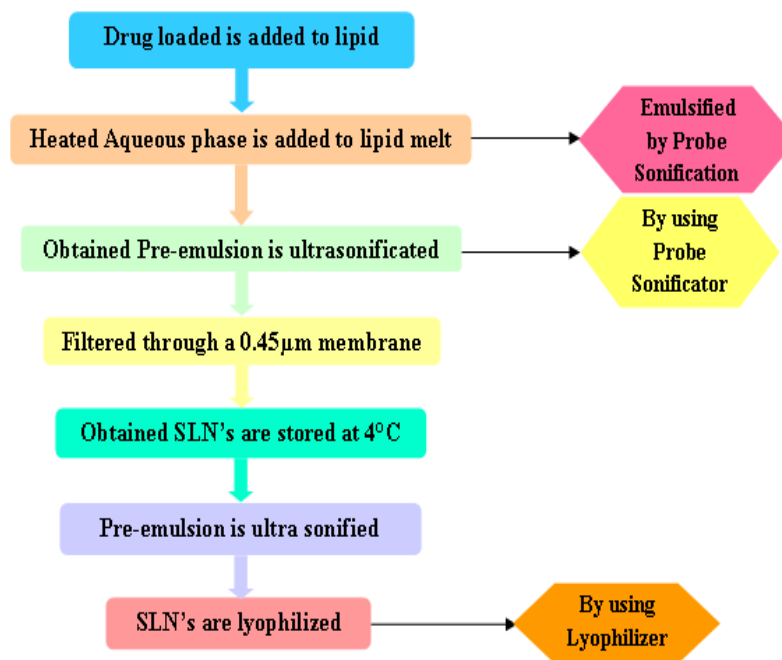 Drug loaded is added to lipid
Heated Aqueous phase is added to lipid melt
Emulsified
by Probe
Sonification
Obtained Pre-emulsion is ultrasonificated
By using
Probe
Sonificator
Filtered through a 0.45µm membrane
Obtained SLN's are stored at 4°C
Pre-emulsion is ultra sonified
SLN's are lyophilized
By using
Lyophilizer